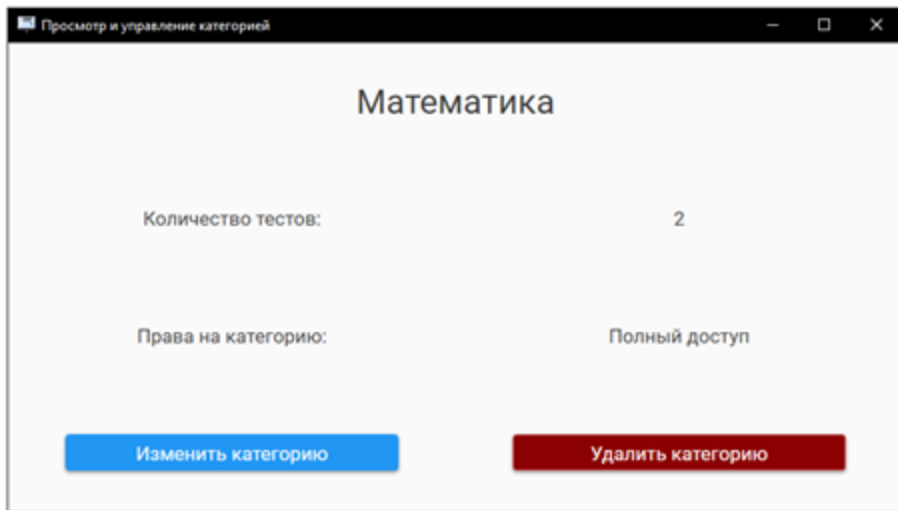 Просмотр и управление категорией
Математика
Количество тестов: 2
Права на категорию: Полный доступ
Изменить категорию Удалить категорию